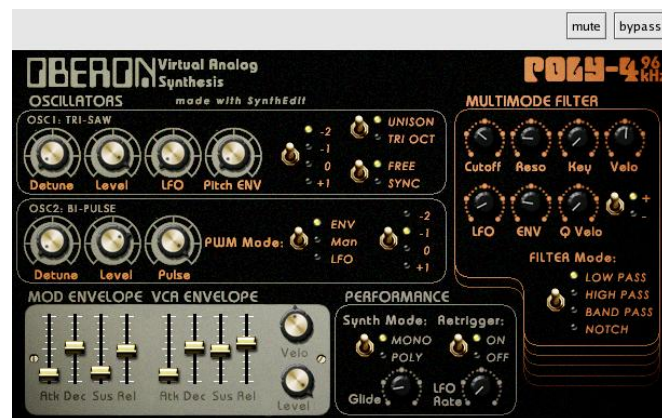 mute bypass
OBERON Virtual Analog Synthesis
POLY-4 96 kHz
made with SynthEdit
OSCILLATORS
OSC1: TRI-SAW
Detune Level LFO Pitch ENV
-2
-1
0
+1
UNISON
TRI OCT
FREE
SYNC
OSC2: BI-PULSE
Detune Level Pulse
PWM Mode:
ENV
Man
LFO
-2
-1
0
+1
MULTIMODE FILTER
Cutoff Reso Key Velo
LFO ENV Q Velo
+
-
FILTER Mode:
LOW PASS
HIGH PASS
BAND PASS
NOTCH
MOD ENVELOPE VCA ENVELOPE
Atk Dec Sus Rel Atk Dec Sus Rel
Velo
Level
PERFORMANCE
Synth Mode: Retrigger:
MONO ON
POLY OFF
Glide LFO Rate